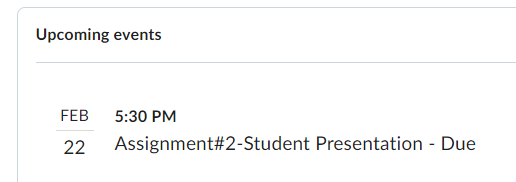 Upcoming events
FEB 5:30 PM
22 Assignment#2-Student Presentation - Due